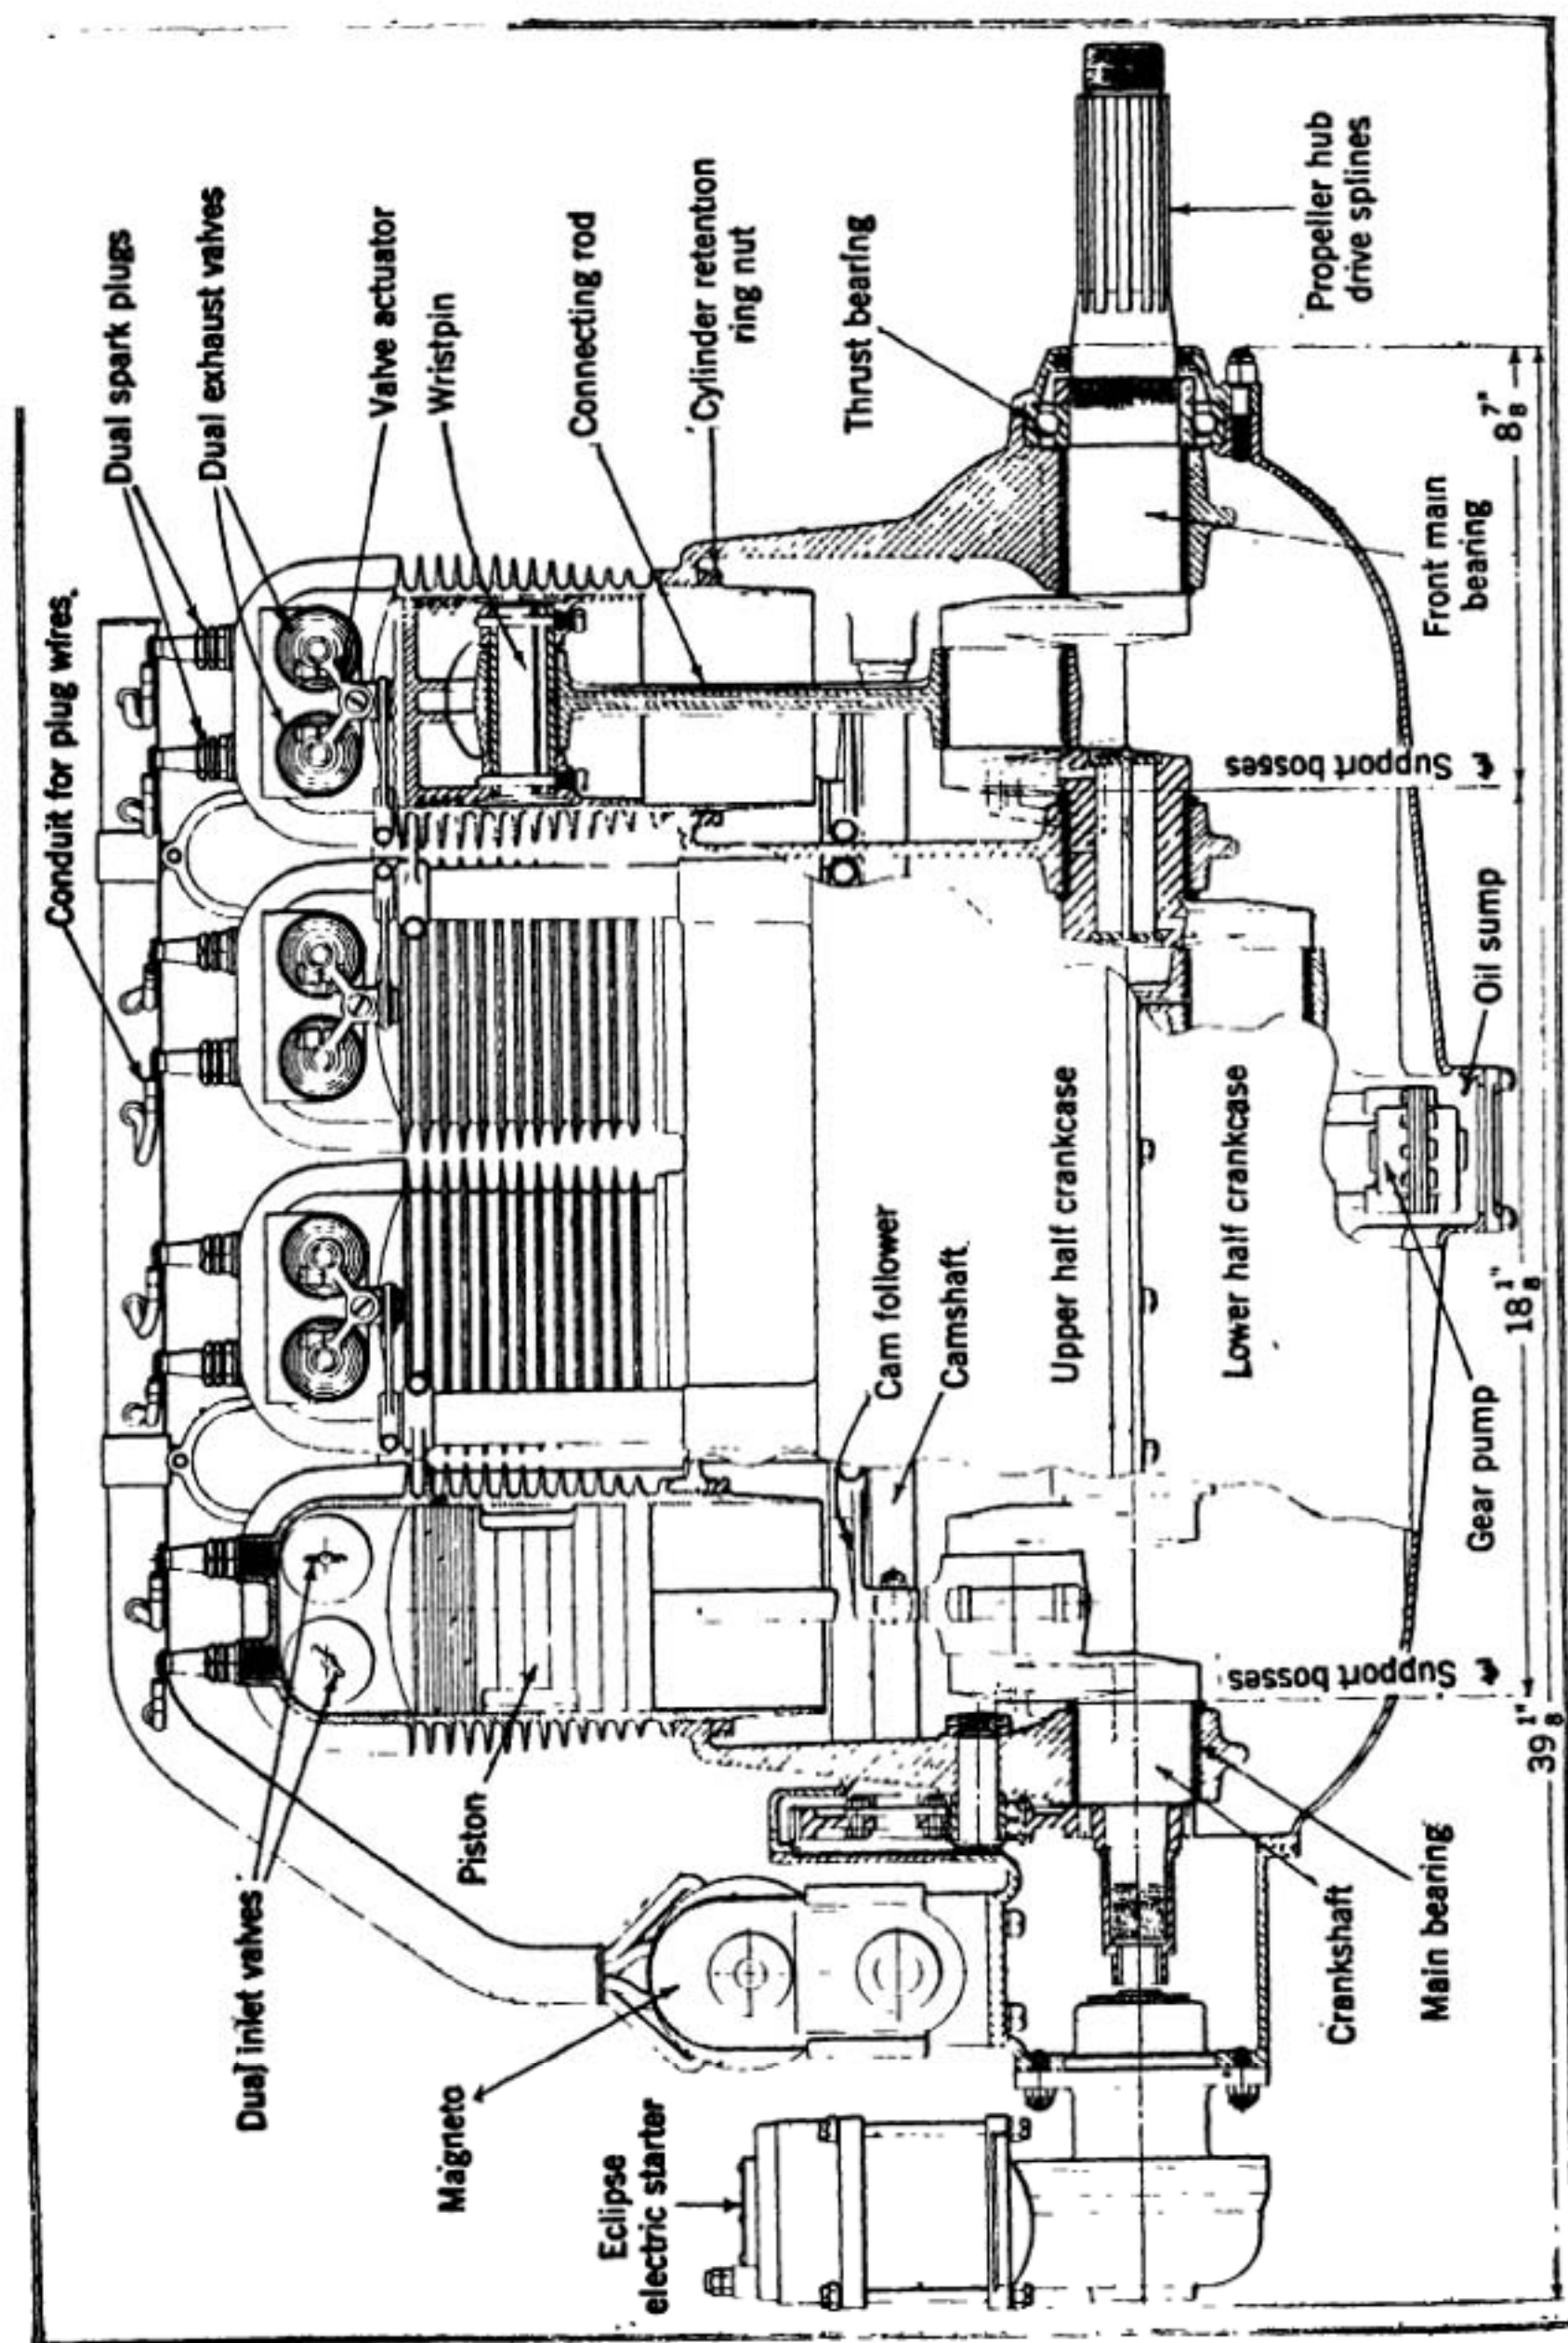 Conduit for plug wires.
Dual spark plugs
Dual exhaust valves
Valve actuator
Wristpin
Connecting rod
Cylinder retention
ring nut
Thrust bearing
Propeller hub
drive splines
Dual inlet valves
Piston
Magneto
Eclipse
electric starter
Cam follower
Camshaft
Upper half crankcase
Lower half crankcase
Front main
bearing
Support bosses
Support bosses
Oil sump
Gear pump
Crankshaft
Main bearing
8 7/8"
18 1/8"
39 1/8"